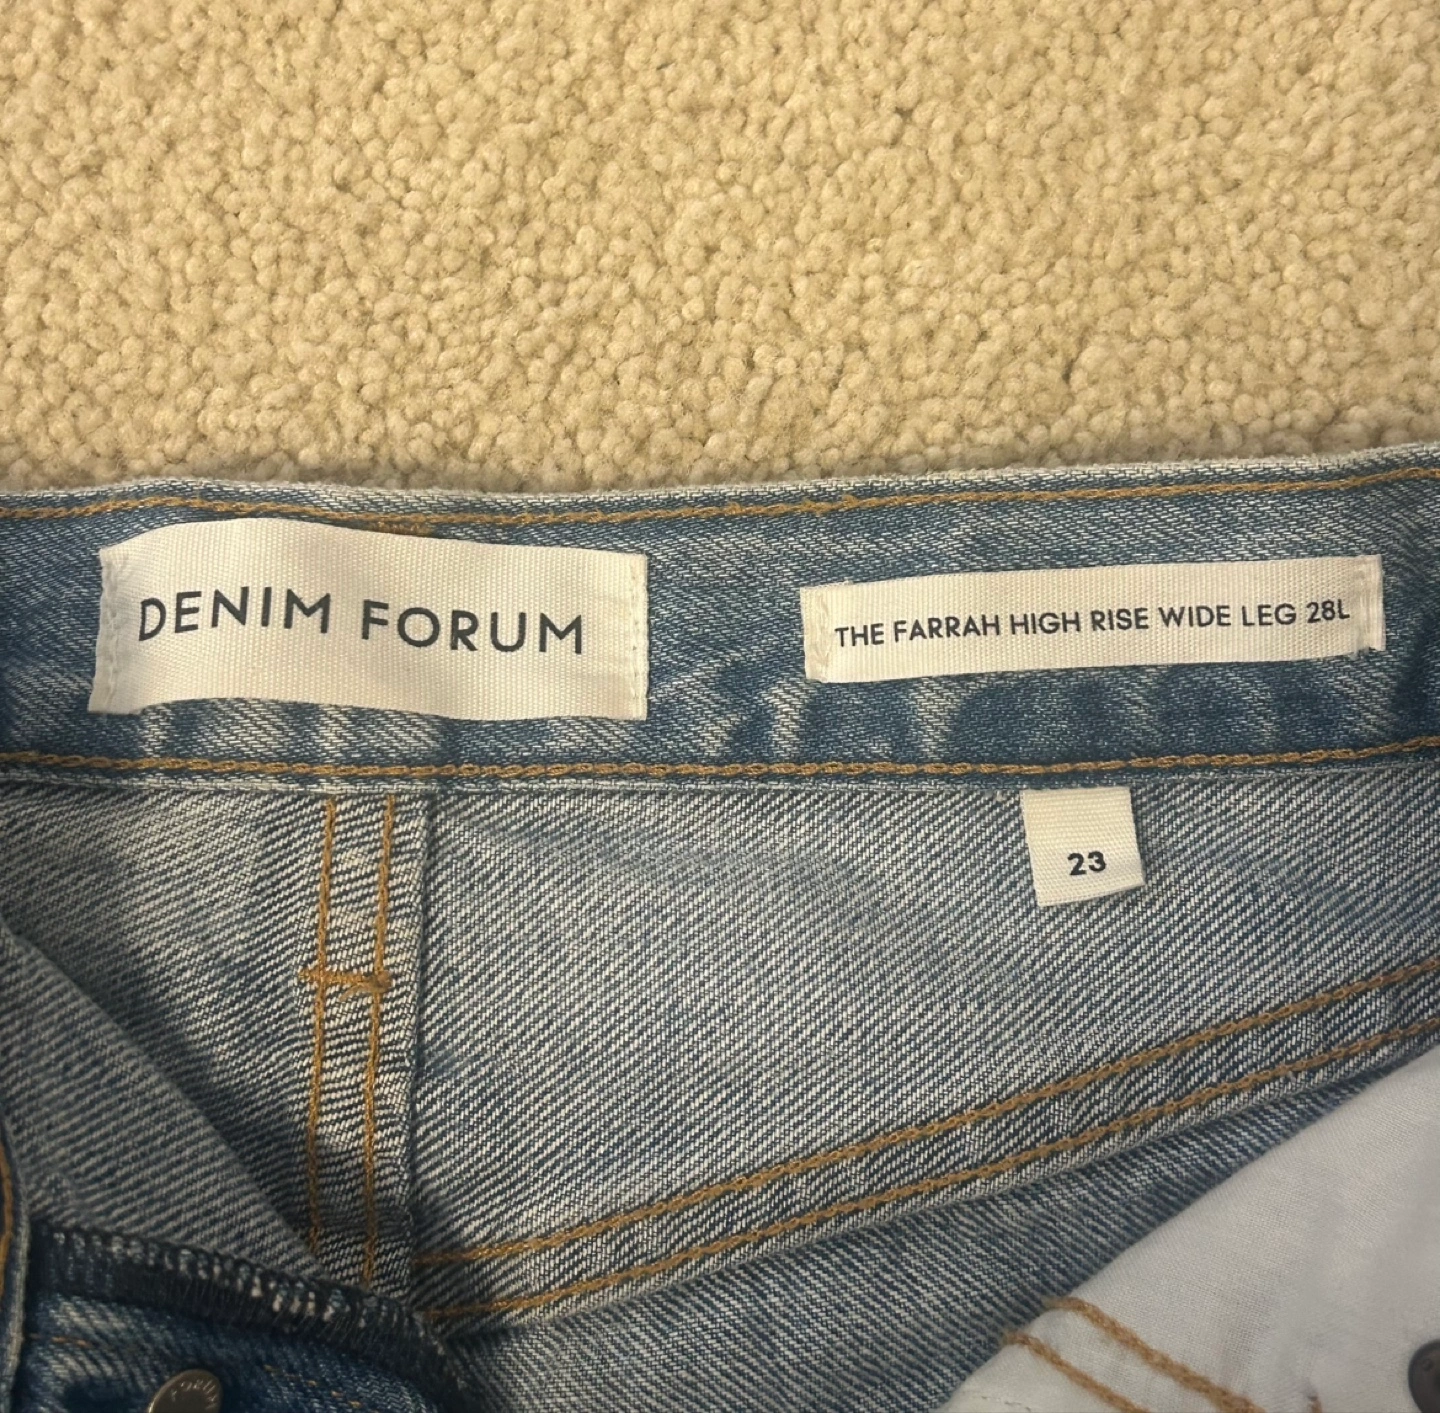 DENIM FORUM
THE FARRAH HIGH RISE WIDE LEG 28L
23